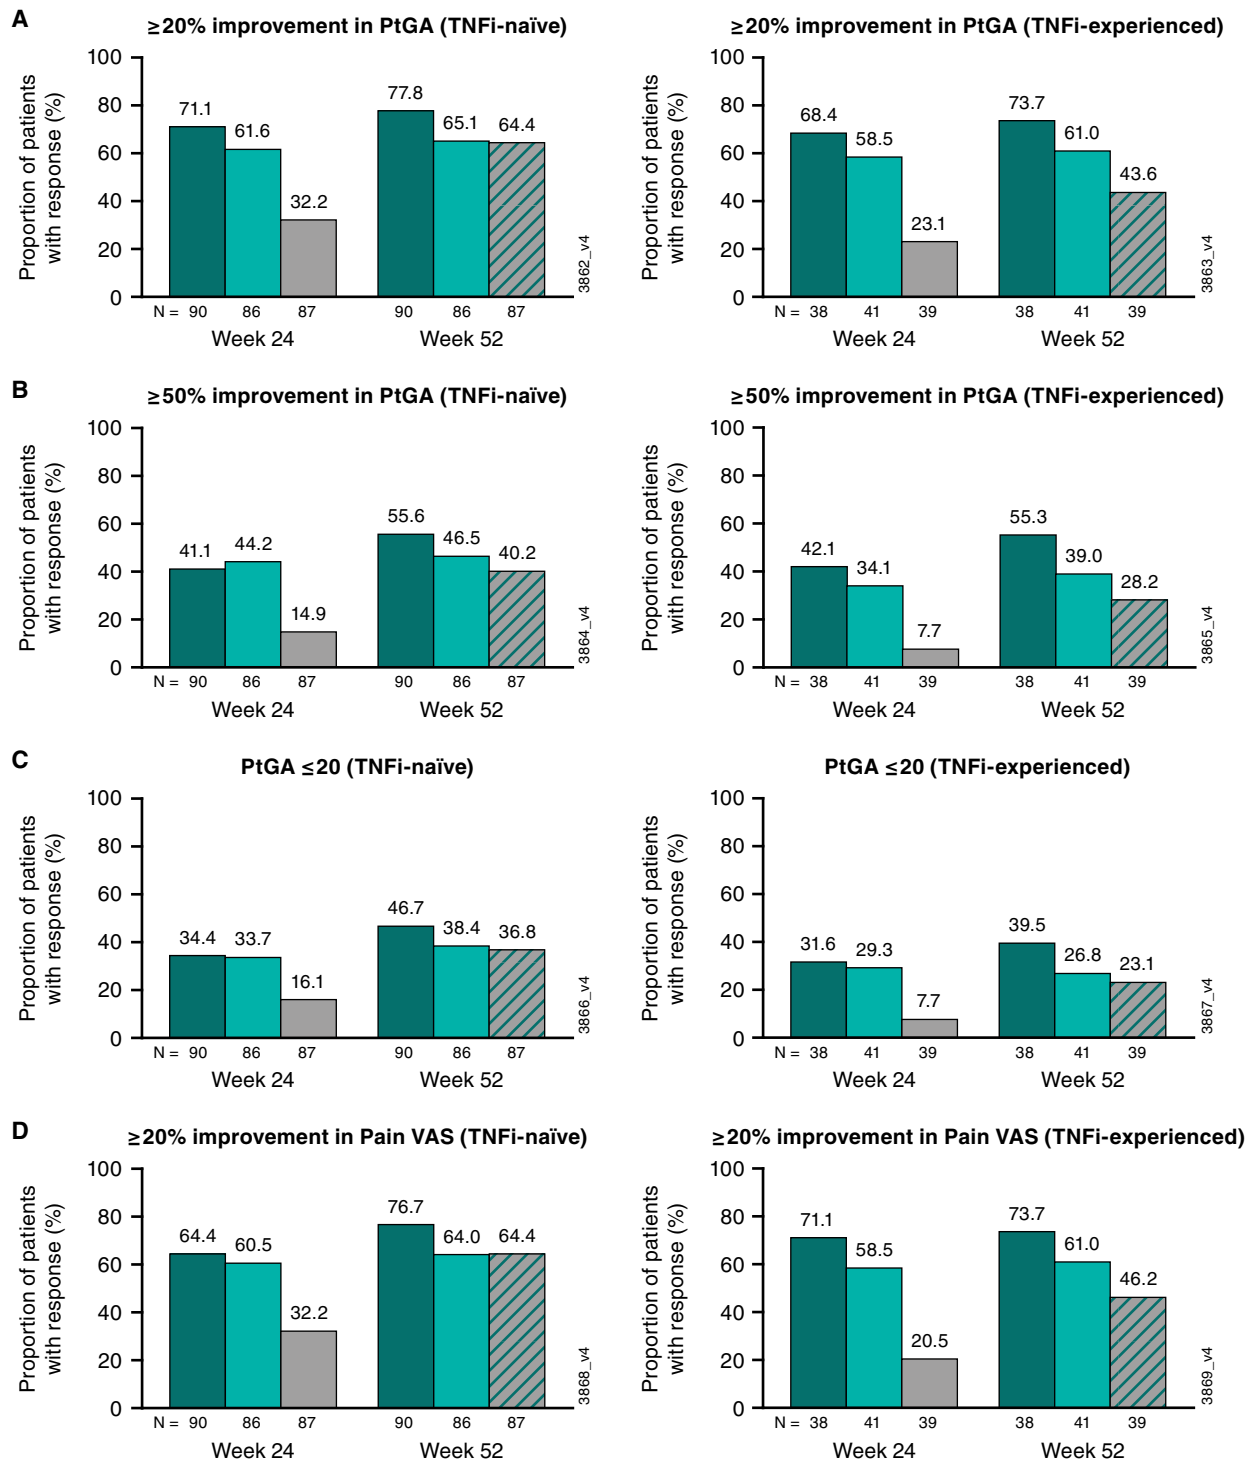 A
≥20% improvement in PtGA (TNFi-naïve)
Proportion of patients
with response (%)
100
80
60
40
20
0
71.1
61.6
32.2
77.8
65.1
64.4
N = 90 86 87 90 86 87
Week 24 Week 52
3862_v4
≥20% improvement in PtGA (TNFi-experienced)
Proportion of patients
with response (%)
100
80
60
40
20
0
68.4
58.5
23.1
73.7
61.0
43.6
N = 38 41 39 38 41 39
Week 24 Week 52
3863_v4
B
≥50% improvement in PtGA (TNFi-naïve)
Proportion of patients
with response (%)
100
80
60
40
20
0
41.1
44.2
14.9
55.6
46.5
40.2
N = 90 86 87 90 86 87
Week 24 Week 52
3864_v4
≥50% improvement in PtGA (TNFi-experienced)
Proportion of patients
with response (%)
100
80
60
40
20
0
42.1
34.1
7.7
55.3
39.0
28.2
N = 38 41 39 38 41 39
Week 24 Week 52
3865_v4
C
PtGA ≤20 (TNFi-naïve)
Proportion of patients
with response (%)
100
80
60
40
20
0
34.4
33.7
16.1
46.7
38.4
36.8
N = 90 86 87 90 86 87
Week 24 Week 52
3866_v4
PtGA ≤20 (TNFi-experienced)
Proportion of patients
with response (%)
100
80
60
40
20
0
31.6
29.3
7.7
39.5
26.8
23.1
N = 38 41 39 38 41 39
Week 24 Week 52
3867_v4
D
≥20% improvement in Pain VAS (TNFi-naïve)
Proportion of patients
with response (%)
100
80
60
40
20
0
64.4
60.5
32.2
76.7
64.0
64.4
N = 90 86 87 90 86 87
Week 24 Week 52
3868_v4
≥20% improvement in Pain VAS (TNFi-experienced)
Proportion of patients
with response (%)
100
80
60
40
20
0
71.1
58.5
20.5
73.7
61.0
46.2
N = 38 41 39 38 41 39
Week 24 Week 52
3869_v4